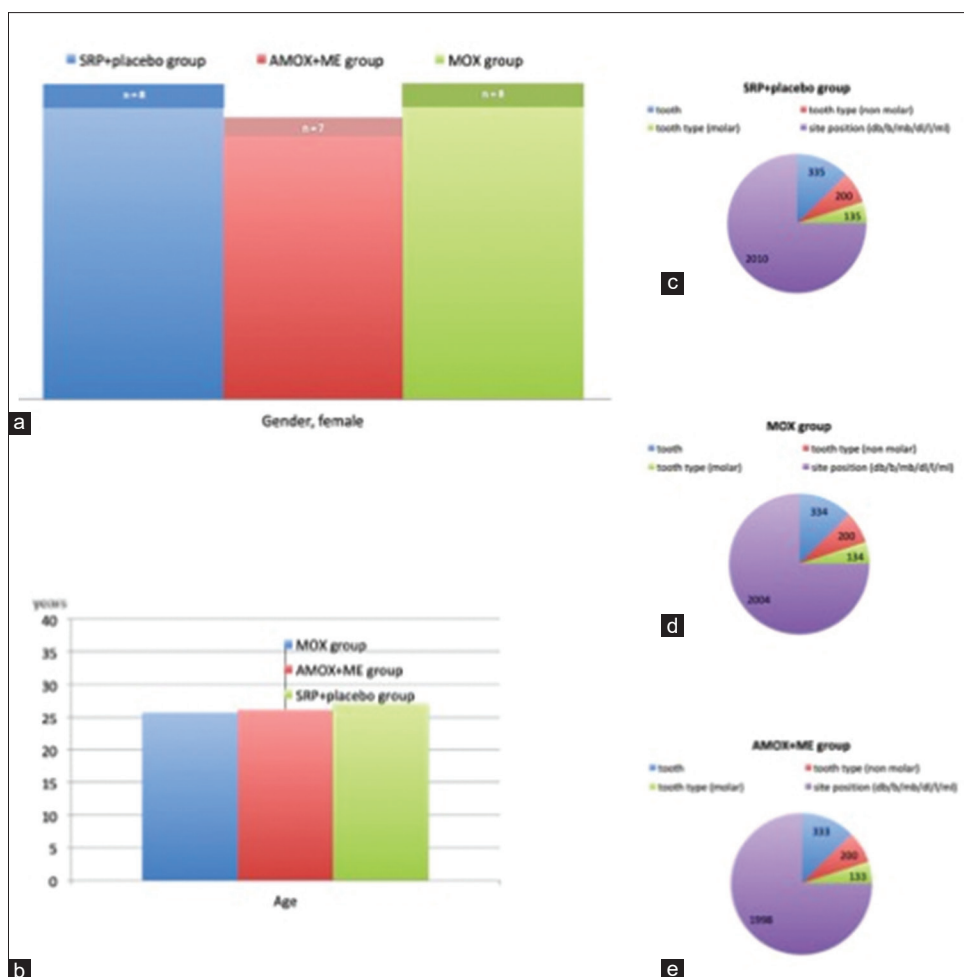 SRP+placebo group AMOX+ME group MOX group
n = 8
n = 7
n = 8
Gender, female
a
years
40
35
30
25
20
15
10
5
0
MOX group
AMOX+ME group
SRP+placebo group
Age
b
SRP+placebo group
tooth tooth type (non molar)
tooth type (molar) site position (db/b/mb/dl/l/ml)
335
200
135
2010
c
MOX group
tooth tooth type (non molar)
tooth type (molar) site position (db/b/mb/dl/l/ml)
334
200
134
2004
d
AMOX+ME group
tooth tooth type (non molar)
tooth type (molar) site position (db/b/mb/dl/l/ml)
333
200
133
1998
e